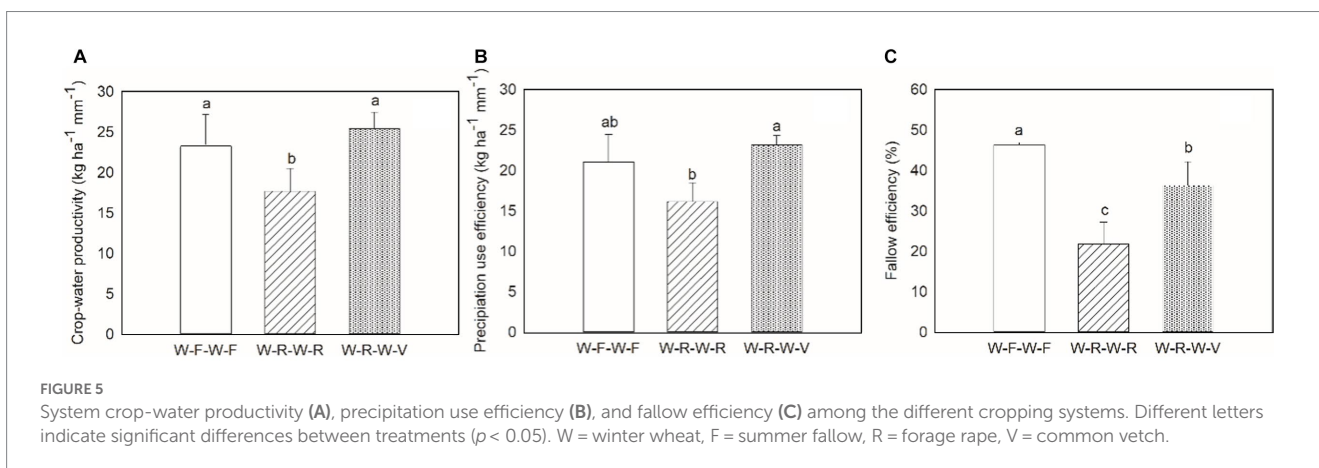 A
B
C
Crop-water productivity (kg ha⁻¹ mm⁻¹)
30
25
20
15
10
5
0
a
b
a
W-F-W-F W-R-W-R W-R-W-V
Precipiation use efficiency (kg ha⁻¹ mm⁻¹)
30
25
20
15
10
5
0
ab
b
a
W-F-W-F W-R-W-R W-R-W-V
Fallow efficiency (%)
60
50
40
30
20
10
0
a
c
b
W-F-W-F W-R-W-R W-R-W-V
FIGURE 5
System crop-water productivity (A), precipitation use efficiency (B), and fallow efficiency (C) among the different cropping systems. Different letters
indicate significant differences between treatments (p < 0.05). W = winter wheat, F = summer fallow, R = forage rape, V = common vetch.